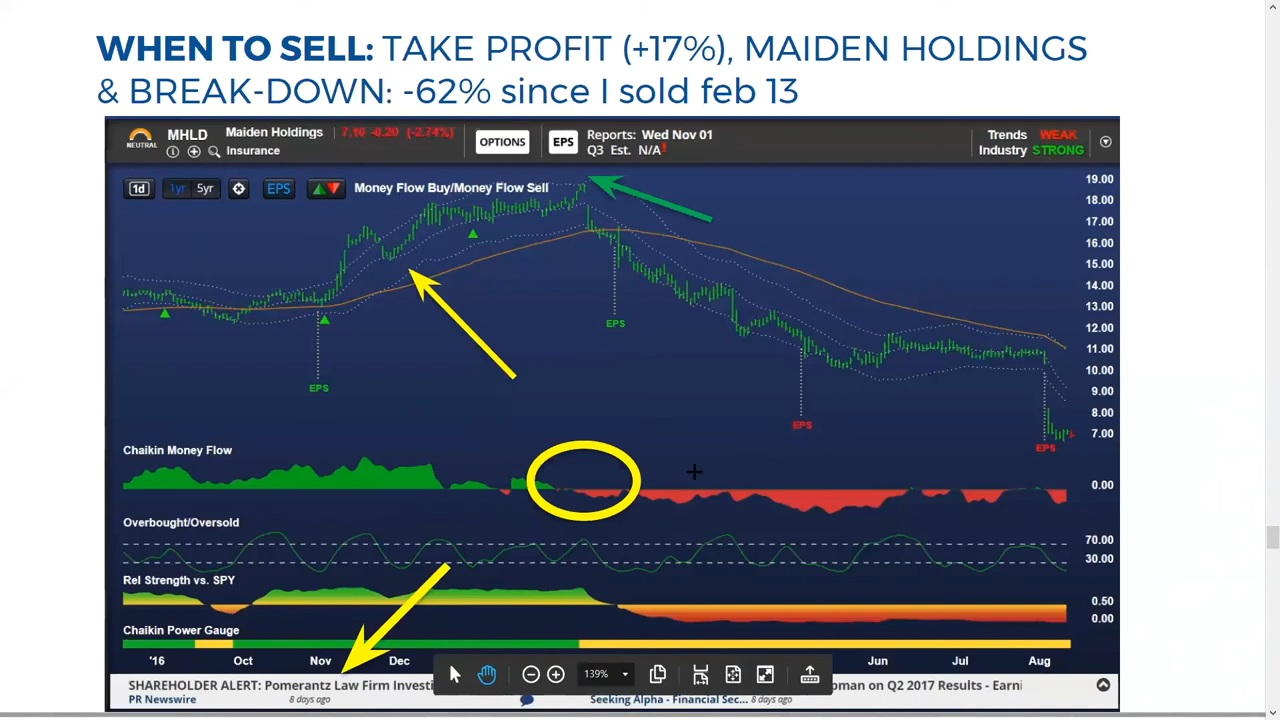 WHEN TO SELL: TAKE PROFIT (+17%), MAIDEN HOLDINGS
& BREAK-DOWN: -62% since I sold feb 13
NEUTRAL
MHLD
Maiden Holdings 7.10 -0.20 (-2.74%)
Insurance
OPTIONS
EPS
Reports: Wed Nov 01
Q3 Est. N/A!
Trends WEAK
Industry STRONG
1d
1yr 5yr
EPS
Money Flow Buy/Money Flow Sell
19.00
18.00
17.00
16.00
15.00
14.00
13.00
12.00
11.00
10.00
9.00
8.00
7.00
EPS
EPS
EPS
EPS
Chaikin Money Flow
0.00
Overbought/Oversold
70.00
30.00
Rel Strength vs. SPY
0.50
0.00
Chaikin Power Gauge
'16 Oct Nov Dec Jun Jul Aug
139%
SHAREHOLDER ALERT: Pomerantz Law Firm Investi
PR Newswire 8 days ago
oman on Q2 2017 Results - Earni
Seeking Alpha - Financial Sec... 8 days ago